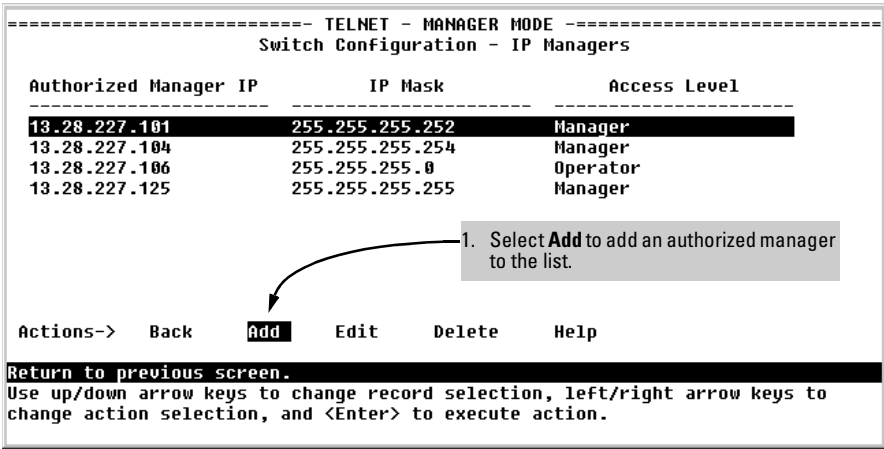 ============================- TELNET - MANAGER MODE -============================
Switch Configuration - IP Managers
Authorized Manager IP IP Mask Access Level
---------------------- ---------------------- ----------------------
13.28.227.101 255.255.255.252 Manager
13.28.227.104 255.255.255.254 Manager
13.28.227.106 255.255.255.0 Operator
13.28.227.125 255.255.255.255 Manager
1. Select Add to add an authorized manager
to the list.
Actions-> Back Add Edit Delete Help
Return to previous screen.
Use up/down arrow keys to change record selection, left/right arrow keys to
change action selection, and <Enter> to execute action.